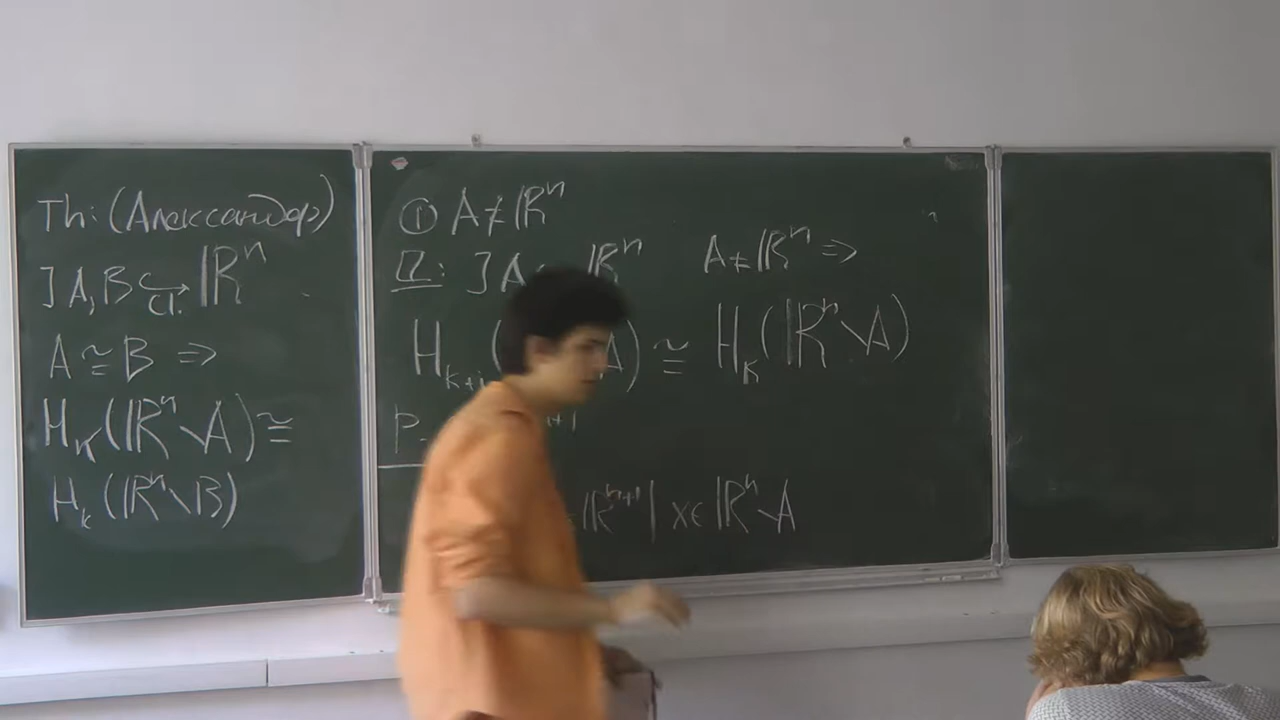 Th: (Александер)
] A, B ↪ ℝⁿ
cl.
A ≅ B ⇒
Hₖ(ℝⁿ \ A) ≅
Hₖ(ℝⁿ \ B)
① A ≠ ℝⁿ
] A ℝⁿ A ≠ ℝⁿ ⇒
Hₖ₊₁( A) ≅ Hₖ(ℝⁿ \ A)
ℝⁿ⁺¹ | x ∈ ℝⁿ \ A